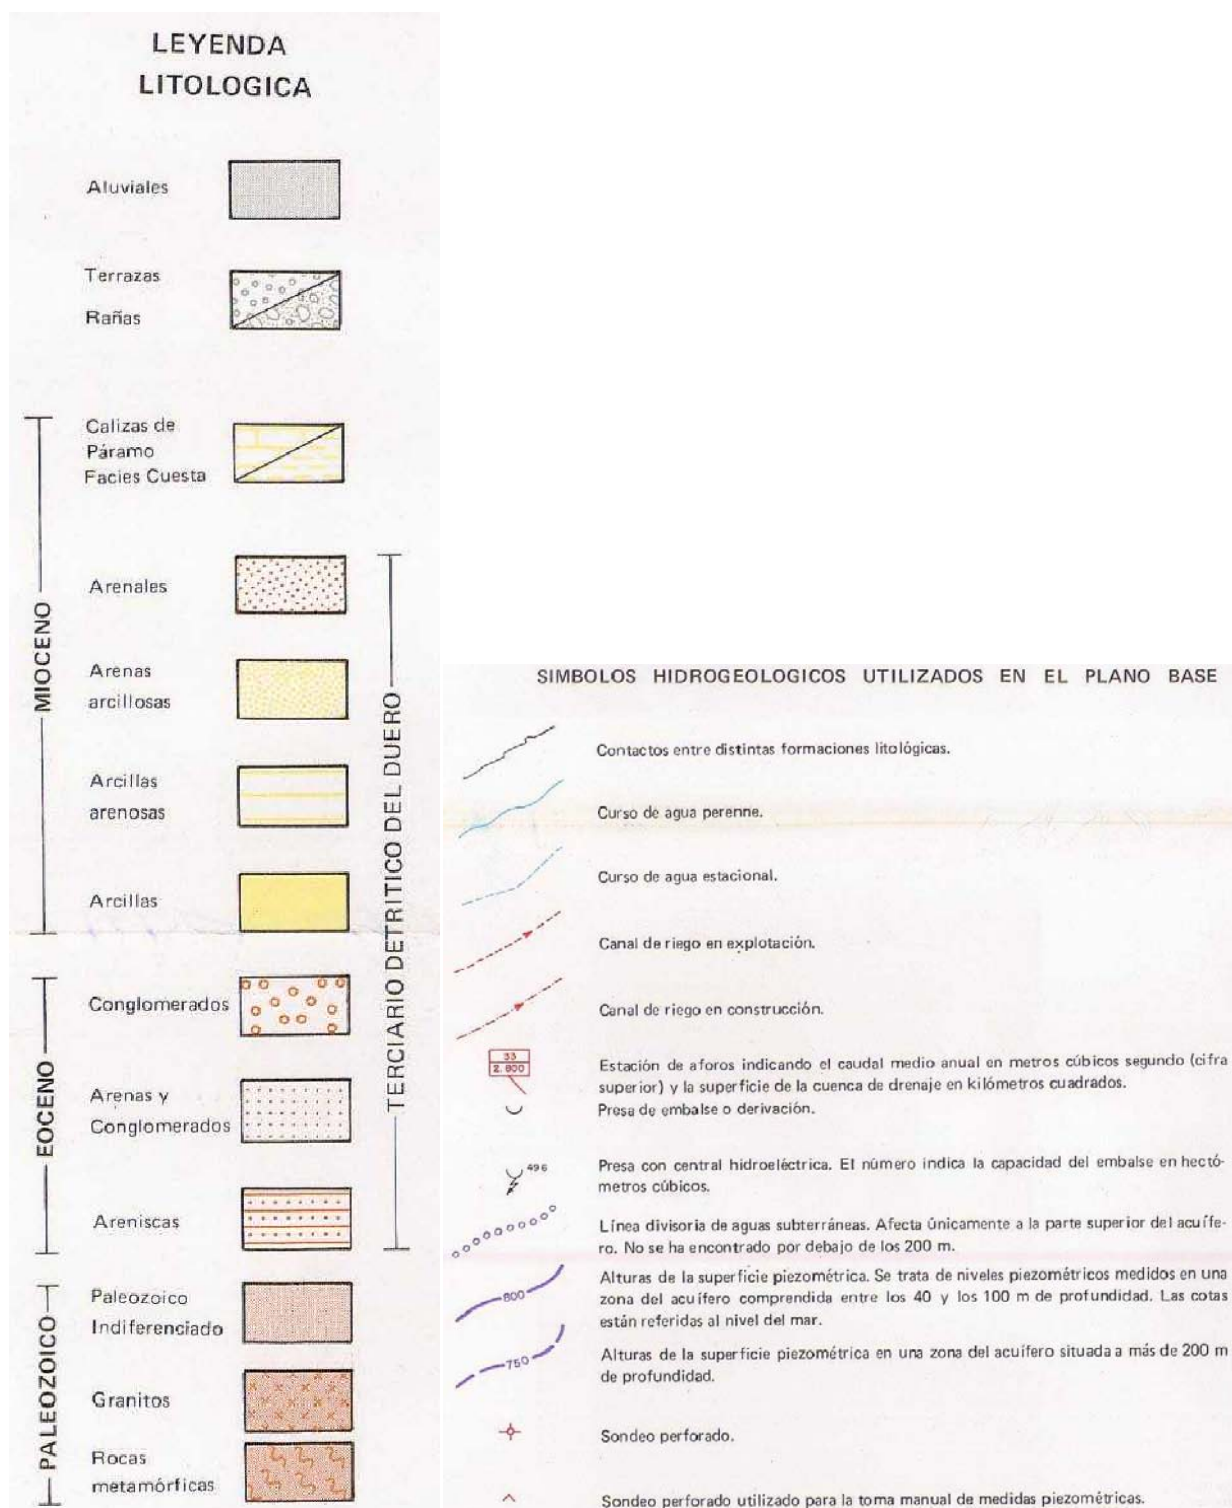 LEYENDA
LITOLOGICA
Aluviales
Terrazas
Rañas
Calizas de
Páramo
Facies Cuesta
Arenales
Arenas
arcillosas
Arcillas
arenosas
Arcillas
Conglomerados
Arenas y
Conglomerados
Areniscas
Paleozoico
Indiferenciado
Granitos
Rocas
metamórficas
MIOCENO
EOCENO
PALEOZOICO
TERCIARIO DETRITICO DEL DUERO
SIMBOLOS HIDROGEOLOGICOS UTILIZADOS EN EL PLANO BASE
Contactos entre distintas formaciones litológicas.
Curso de agua perenne.
Curso de agua estacional.
Canal de riego en explotación.
Canal de riego en construcción.
33
2.800
Estación de aforos indicando el caudal medio anual en metros cúbicos segundo (cifra
superior) y la superficie de la cuenca de drenaje en kilómetros cuadrados.
Presa de embalse o derivación.
496
Presa con central hidroeléctrica. El número indica la capacidad del embalse en hectó-
metros cúbicos.
Línea divisoria de aguas subterráneas. Afecta únicamente a la parte superior del acuífe-
ro. No se ha encontrado por debajo de los 200 m.
800
Alturas de la superficie piezométrica. Se trata de niveles piezométricos medidos en una
zona del acuífero comprendida entre los 40 y los 100 m de profundidad. Las cotas
están referidas al nivel del mar.
750
Alturas de la superficie piezométrica en una zona del acuífero situada a más de 200 m
de profundidad.
Sondeo perforado.
Sondeo perforado utilizado para la toma manual de medidas piezométricas.